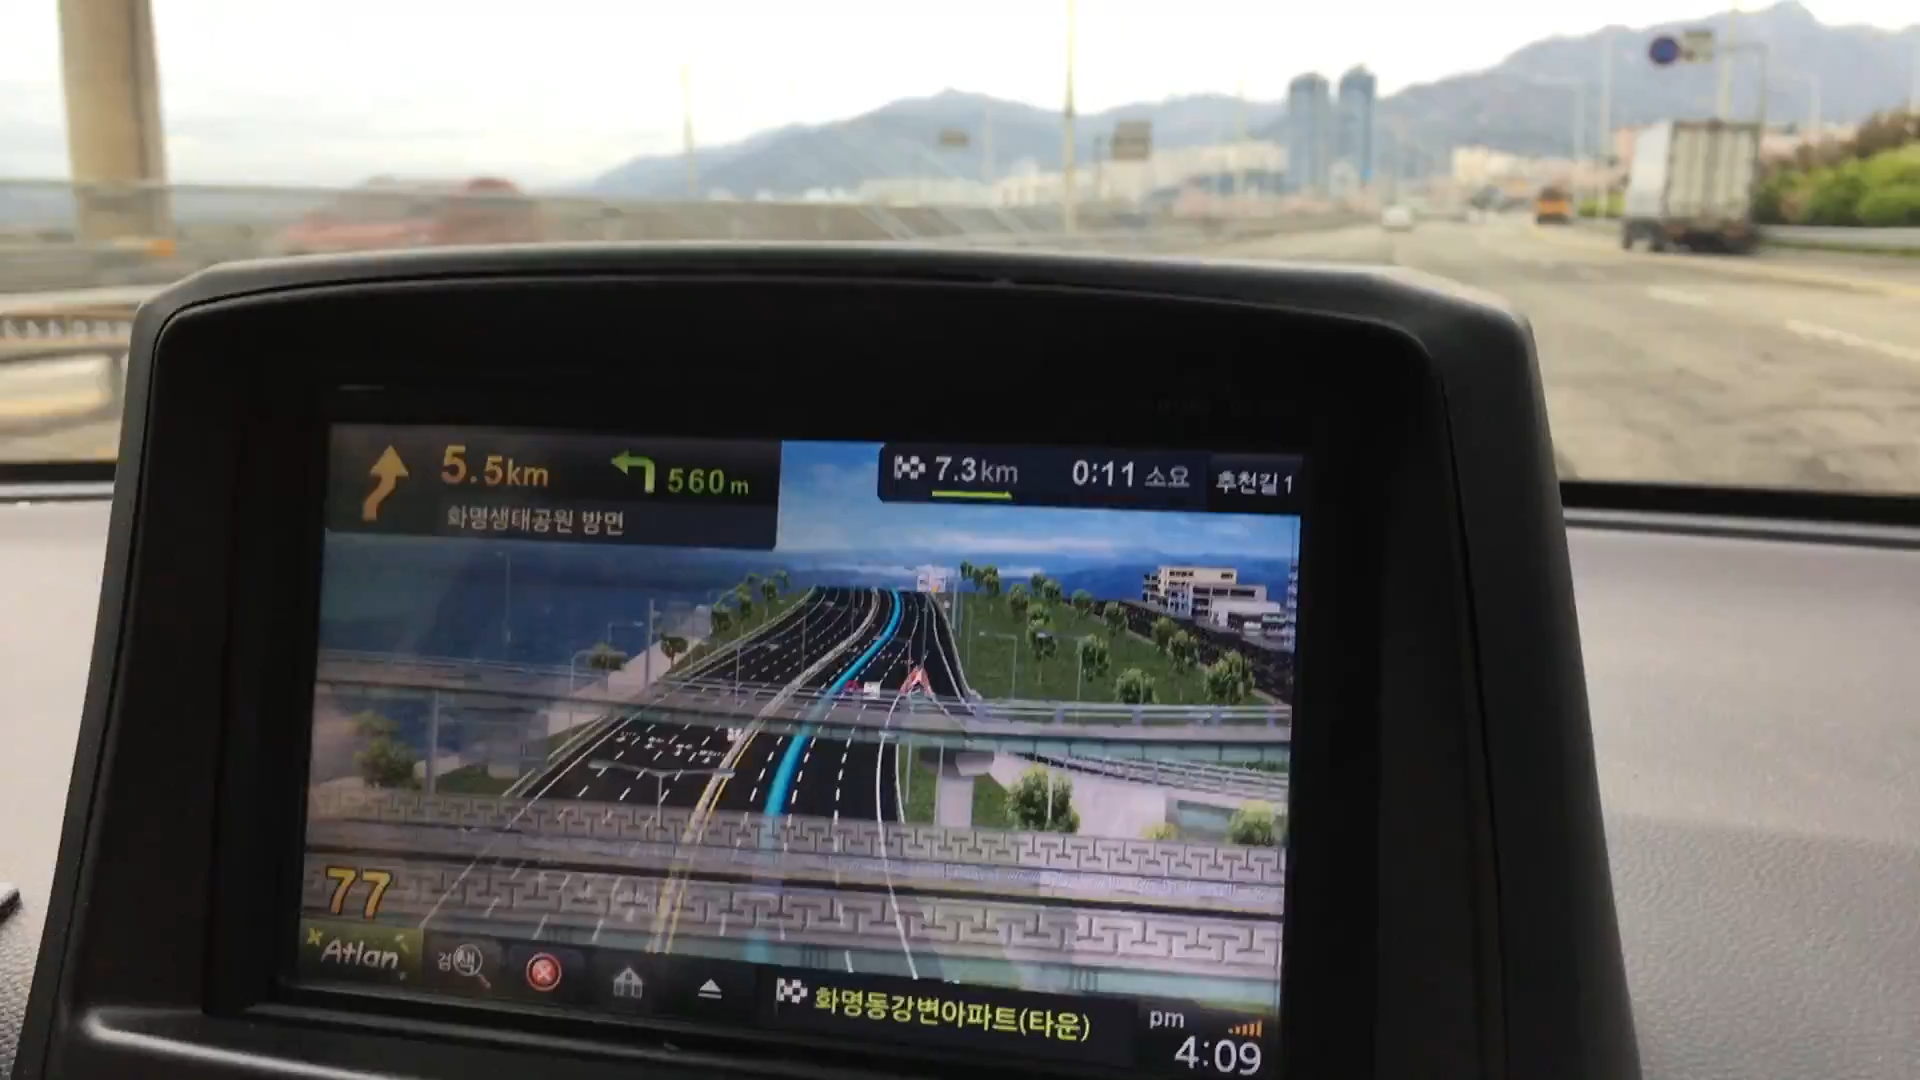 5.5km
560m
화명생태공원 방면
7.3km
0:11 소요
추천길1
77
Atlan
검색
화명동강변아파트(타운)
pm
4:09